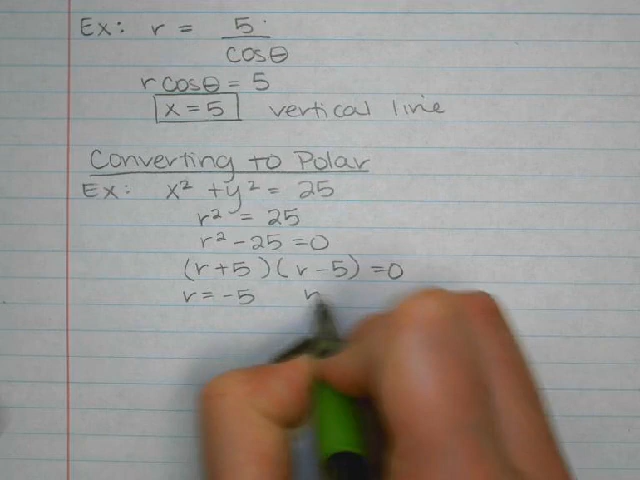 Ex: r = 5 / cosθ
r cosθ = 5
x = 5 vertical line
Converting to Polar
Ex: x² + y² = 25
r² = 25
r² - 25 = 0
(r + 5)(r - 5) = 0
r = -5 r